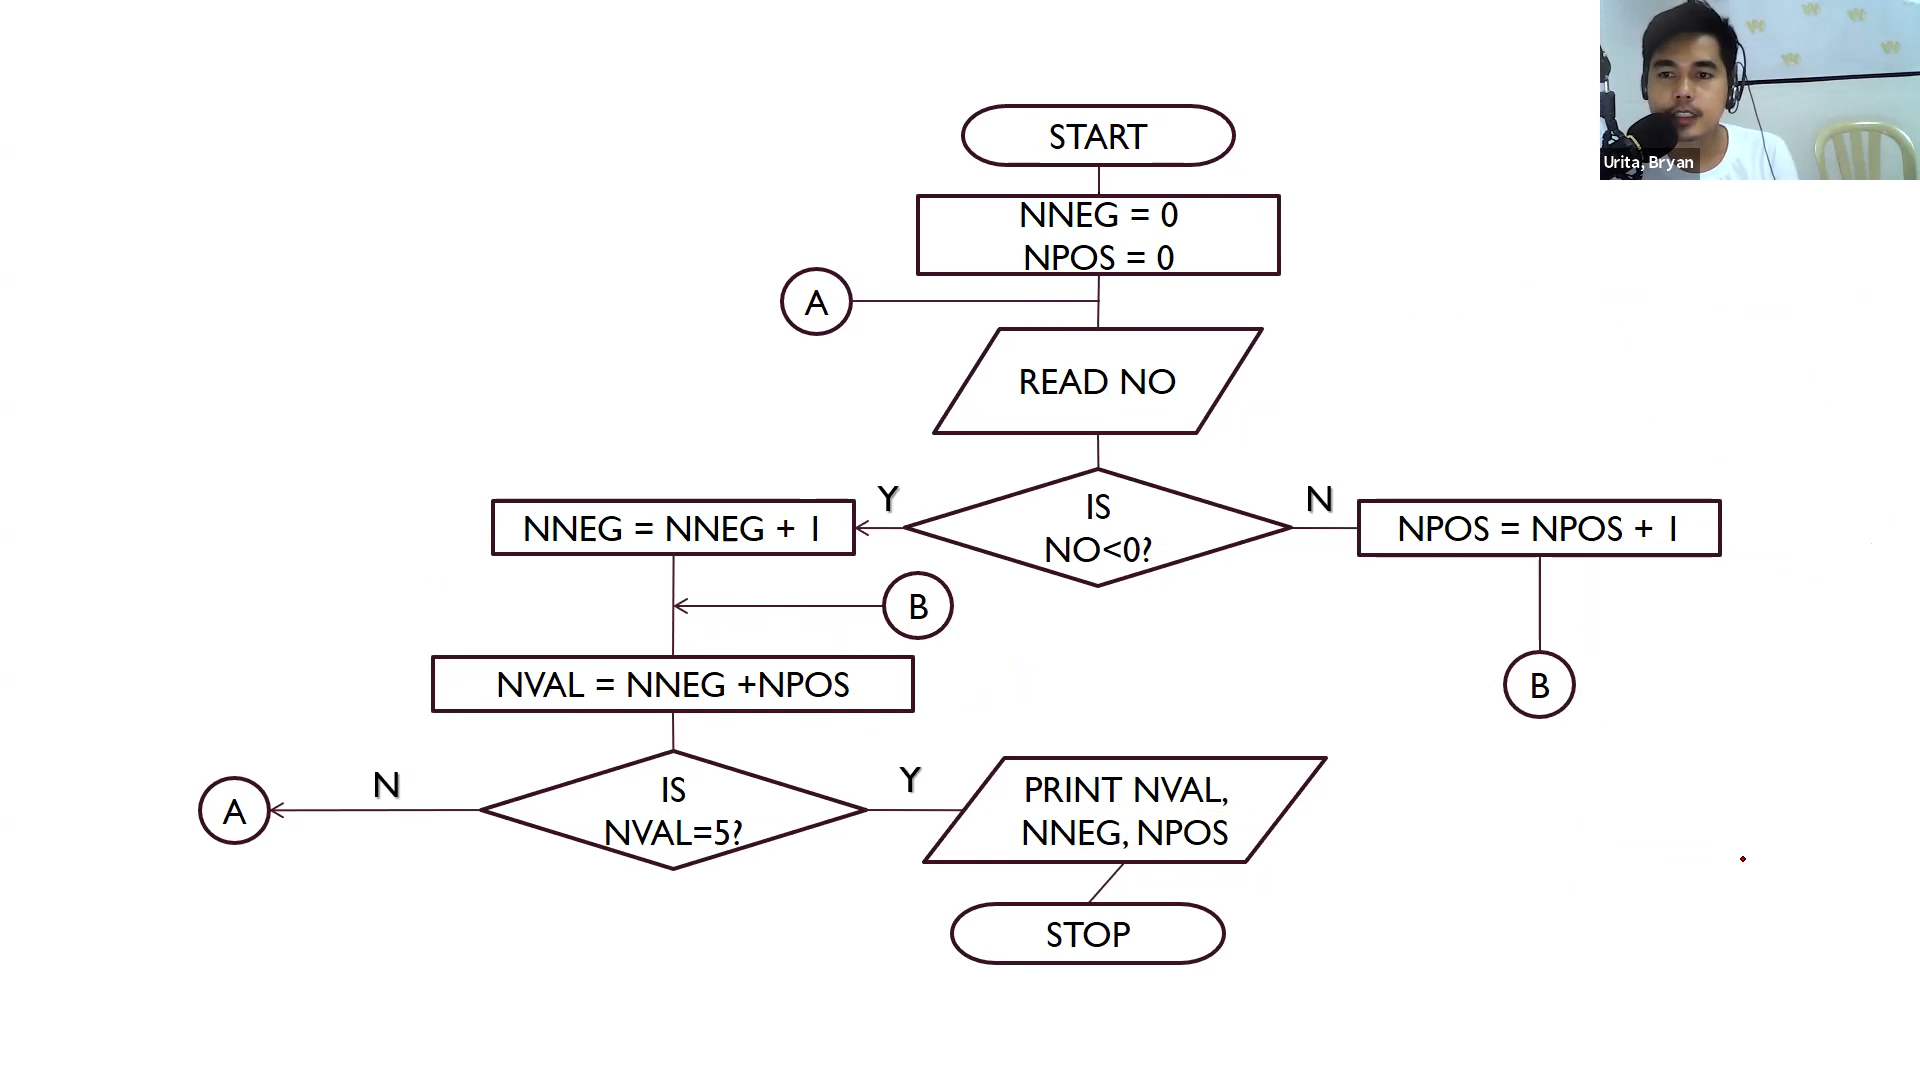 Urita, Bryan
START
NNEG = 0
NPOS = 0
A
READ NO
Y
IS
NO<0?
N
NNEG = NNEG + 1
NPOS = NPOS + 1
B
NVAL = NNEG +NPOS
B
A
N
IS
NVAL=5?
Y
PRINT NVAL,
NNEG, NPOS
STOP